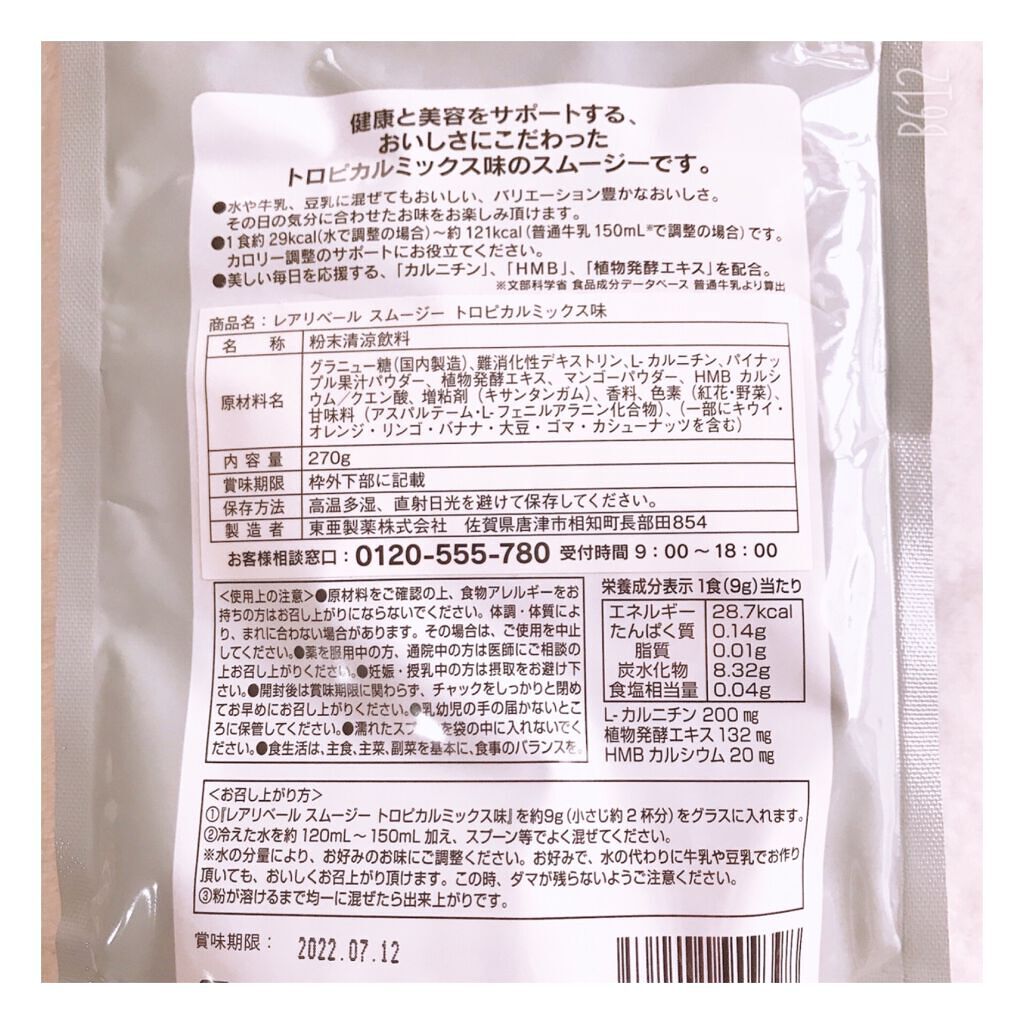 B612
健康と美容をサポートする、
おいしさにこだわった
トロピカルミックス味のスムージーです。
●水や牛乳、豆乳に混ぜてもおいしい、バリエーション豊かなおいしさ。
その日の気分に合わせたお味をお楽しみ頂けます。
●1食約29kcal(水で調整の場合)〜約121kcal(普通牛乳150mL※で調整の場合)です。
カロリー調整のサポートにお役立てください。
●美しい毎日を応援する、「カルニチン」、「HMB」、「植物発酵エキス」を配合。
※文部科学省 食品成分データベース 普通牛乳より算出
商品名：レアリベール スムージー トロピカルミックス味
名 称 粉末清涼飲料
原材料名
グラニュー糖(国内製造)、難消化性デキストリン、L-カルニチン、パイナッ
プル果汁パウダー、植物発酵エキス、マンゴーパウダー、HMB カルシ
ウム／クエン酸、増粘剤（キサンタンガム）、香料、色素（紅花・野菜）、
甘味料（アスパルテーム・L-フェニルアラニン化合物）、（一部にキウイ・
オレンジ・リンゴ・バナナ・大豆・ゴマ・カシューナッツを含む）
内容量 270g
賞味期限 枠外下部に記載
保存方法 高温多湿、直射日光を避けて保存してください。
製造者 東亜製薬株式会社 佐賀県唐津市相知町長部田854
お客様相談窓口：0120-555-780 受付時間 9：00〜18：00
<使用上の注意>●原材料をご確認の上、食物アレルギーをお
持ちの方はお召し上がりにならないでください。体調・体質によ
り、まれに合わない場合があります。その場合は、ご使用を中止
してください。●薬を服用中の方、通院中の方は医師にご相談の
上お召し上がりください。●妊娠・授乳中の方は摂取をお避け下
さい。●開封後は賞味期限に関わらず、チャックをしっかりと閉め
てお早めにお召し上がりください。●乳幼児の手の届かないとこ
ろに保管してください。●濡れたスプ を袋の中に入れないでく
ださい。●食生活は、主食、主菜、副菜を基本に、食事のバランスを。
栄養成分表示 1食(9g)当たり
エネルギー 28.7kcal
たんぱく質 0.14g
脂質 0.01g
炭水化物 8.32g
食塩相当量 0.04g
L-カルニチン 200 mg
植物発酵エキス 132 mg
HMB カルシウム 20 mg
<お召し上がり方>
①『レアリベール スムージー トロピカルミックス味』を約9g（小さじ約2杯分）をグラスに入れます。
②冷えた水を約120mL〜150mL 加え、スプーン等でよく混ぜてください。
※水の分量により、お好みのお味にご調整ください。お好みで、水の代わりに牛乳や豆乳でお作り
頂いても、おいしくお召上がり頂けます。この時、ダマが残らないようご注意ください。
③粉が溶けるまで均一に混ぜたら出来上がりです。
賞味期限： 2022.07.12